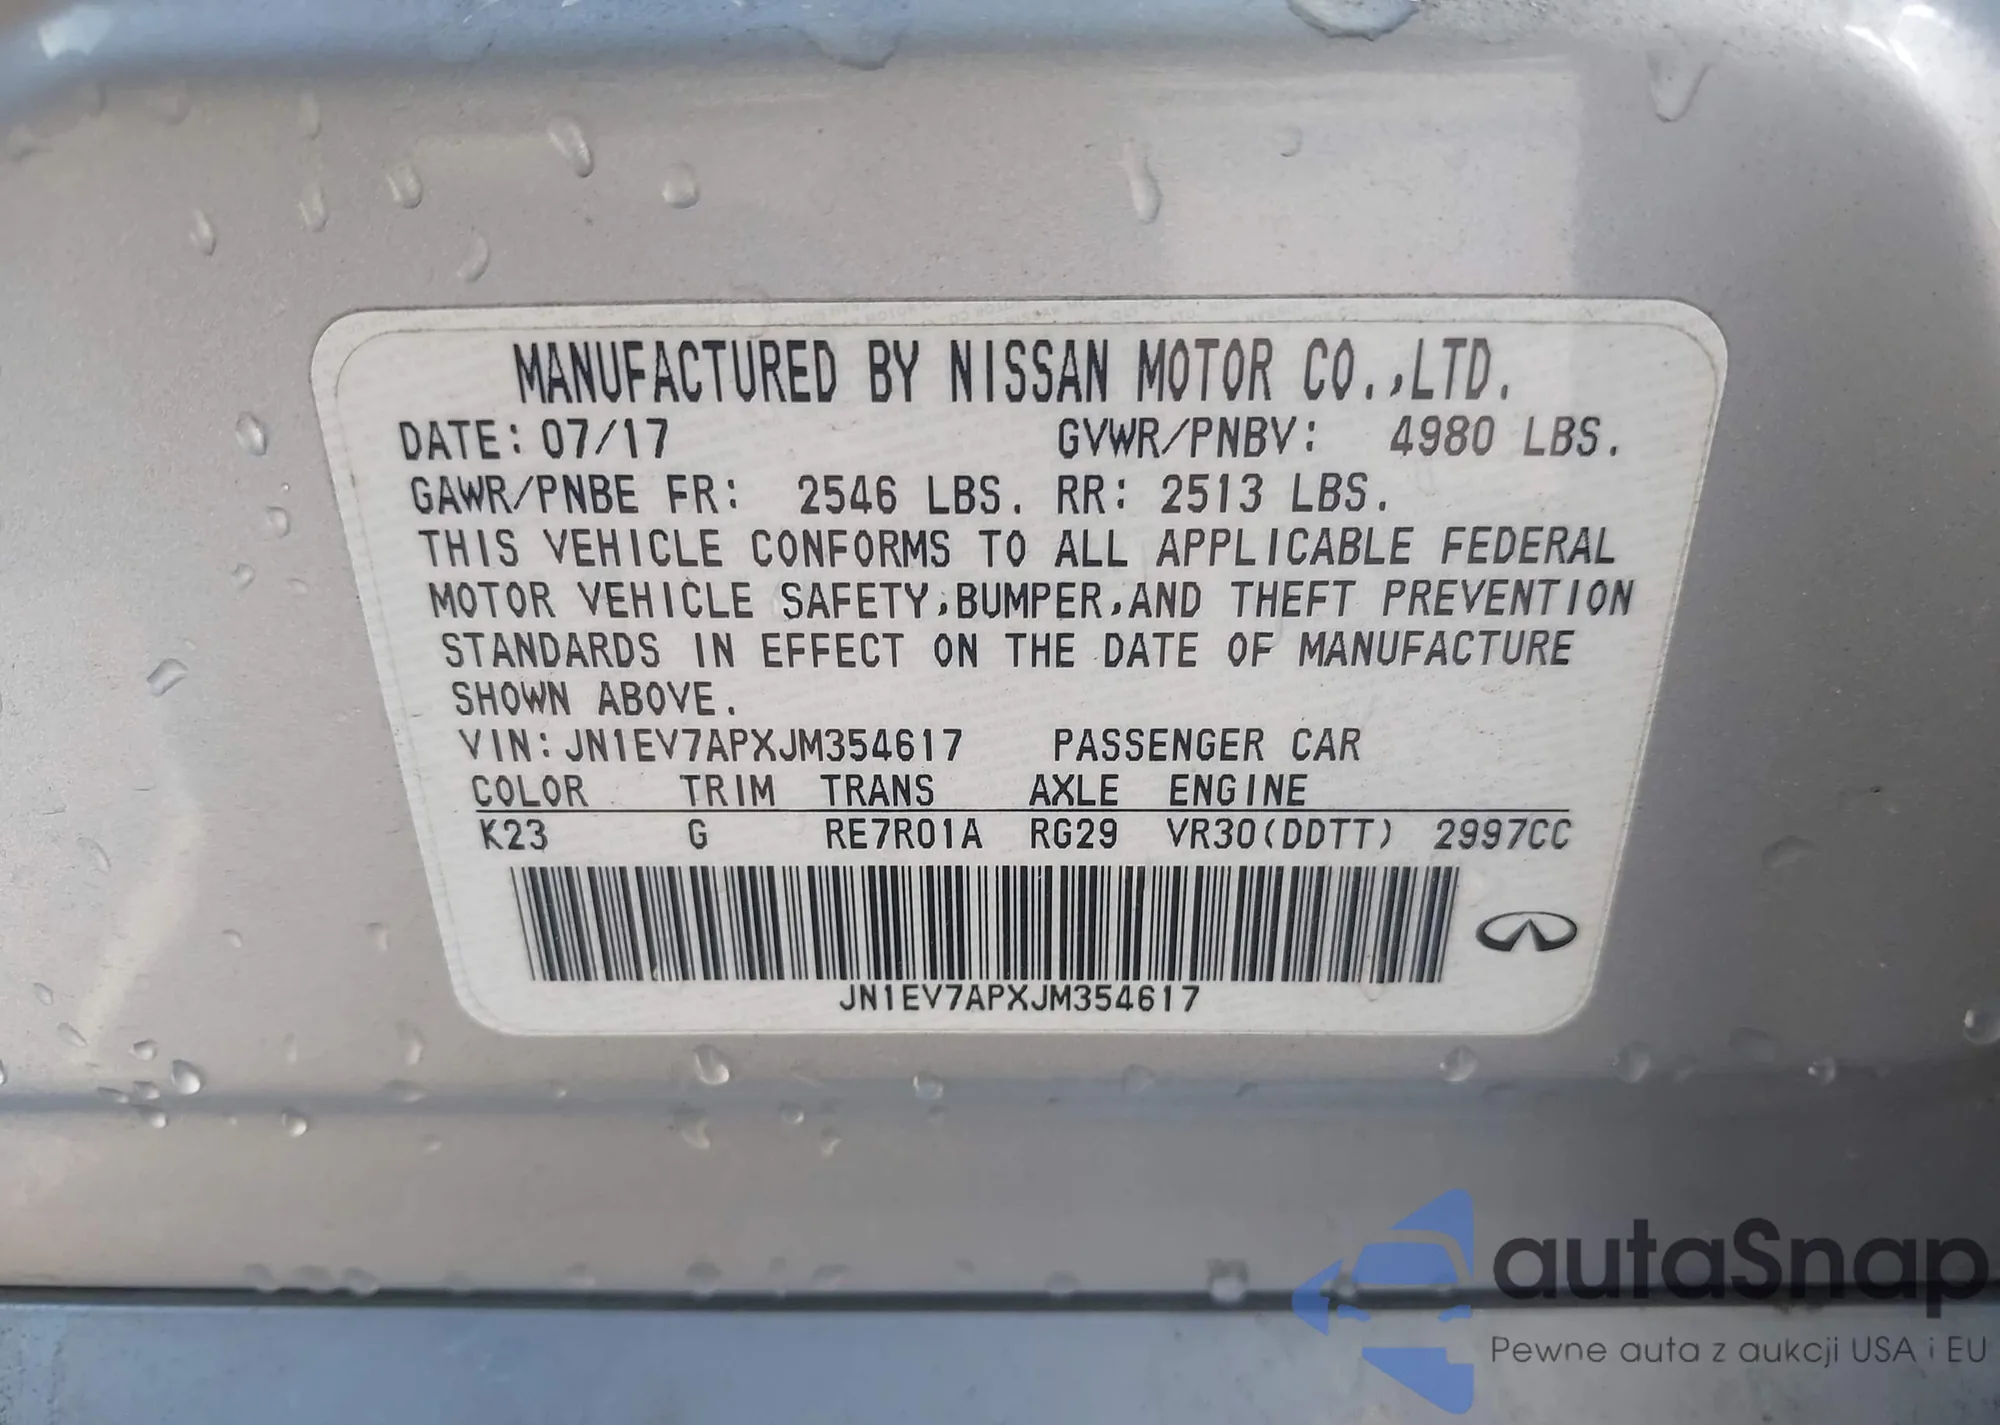 MANUFACTURED BY NISSAN MOTOR CO.,LTD.
DATE: 07/17 GVWR/PNBV: 4980 LBS.
GAWR/PNBE FR: 2546 LBS. RR: 2513 LBS.
THIS VEHICLE CONFORMS TO ALL APPLICABLE FEDERAL
MOTOR VEHICLE SAFETY,BUMPER,AND THEFT PREVENTION
STANDARDS IN EFFECT ON THE DATE OF MANUFACTURE
SHOWN ABOVE.
VIN:JN1EV7APXJM354617 PASSENGER CAR
COLOR TRIM TRANS AXLE ENGINE
K23 G RE7R01A RG29 VR30(DDTT) 2997CC
JN1EV7APXJM354617
autaSnap
Pewne auta z aukcji USA i EU